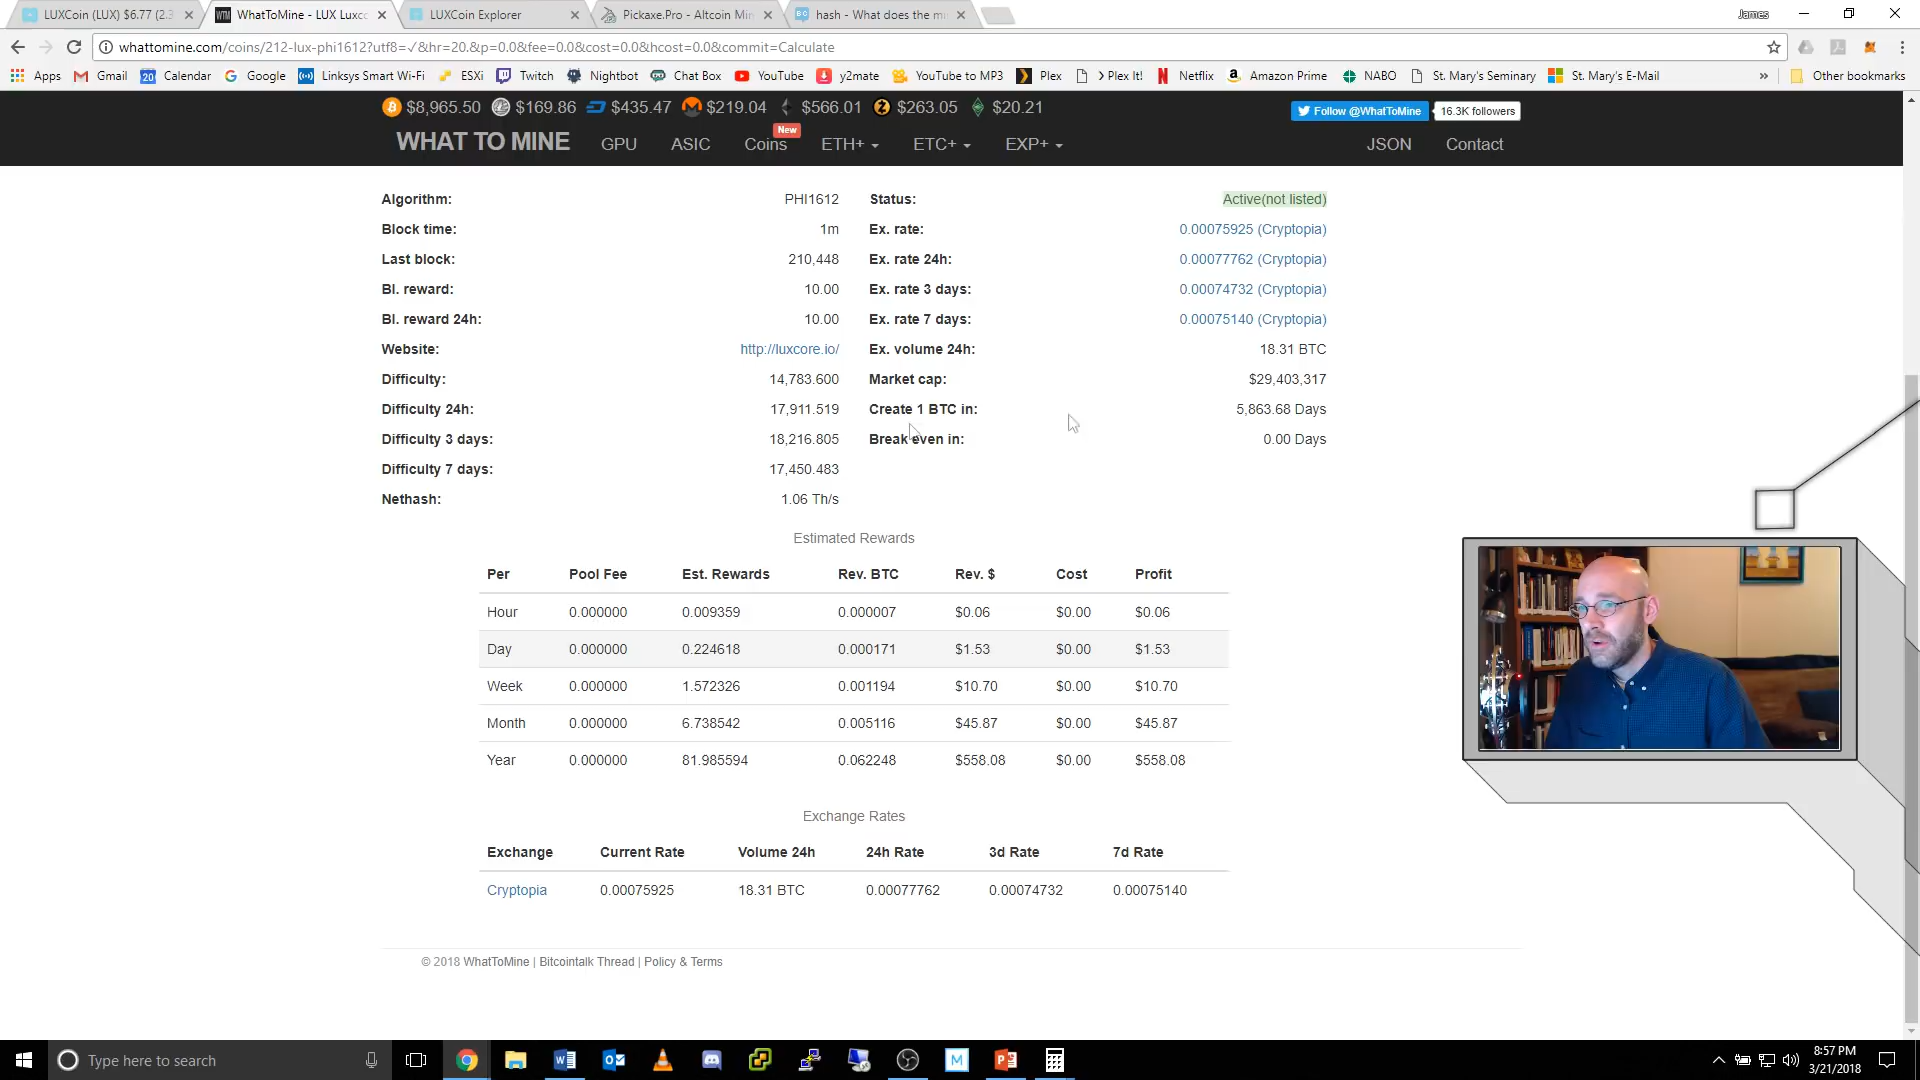 LUXCoin (LUX) $6.77 (2.3
WhatToMine - LUX Luxco
LUXCoin Explorer
Pickaxe.Pro - Altcoin Min
hash - What does the m
James
whattomine.com/coins/212-lux-phi1612?utf8=✓&hr=20.&p=0.0&fee=0.0&cost=0.0&hcost=0.0&commit=Calculate
Apps Gmail Calendar Google Linksys Smart Wi-Fi ESXi Twitch Nightbot Chat Box YouTube y2mate YouTube to MP3 Plex > Plex It! Netflix Amazon Prime NABO St. Mary's Seminary St. Mary's E-Mail » Other bookmarks
$8,965.50 $169.86 $435.47 $219.04 $566.01 $263.05 $20.21
Follow @WhatToMine 16.3K followers
New
WHAT TO MINE GPU ASIC Coins ETH+ ETC+ EXP+ JSON Contact
Algorithm: PHI1612 Status: Active(not listed)
Block time: 1m Ex. rate: 0.00075925 (Cryptopia)
Last block: 210,448 Ex. rate 24h: 0.00077762 (Cryptopia)
Bl. reward: 10.00 Ex. rate 3 days: 0.00074732 (Cryptopia)
Bl. reward 24h: 10.00 Ex. rate 7 days: 0.00075140 (Cryptopia)
Website: http://luxcore.io/ Ex. volume 24h: 18.31 BTC
Difficulty: 14,783.600 Market cap: $29,403,317
Difficulty 24h: 17,911.519 Create 1 BTC in: 5,863.68 Days
Difficulty 3 days: 18,216.805 Break even in: 0.00 Days
Difficulty 7 days: 17,450.483
Nethash: 1.06 Th/s
Estimated Rewards
Per Pool Fee Est. Rewards Rev. BTC Rev. $ Cost Profit
Hour 0.000000 0.009359 0.000007 $0.06 $0.00 $0.06
Day 0.000000 0.224618 0.000171 $1.53 $0.00 $1.53
Week 0.000000 1.572326 0.001194 $10.70 $0.00 $10.70
Month 0.000000 6.738542 0.005116 $45.87 $0.00 $45.87
Year 0.000000 81.985594 0.062248 $558.08 $0.00 $558.08
Exchange Rates
Exchange Current Rate Volume 24h 24h Rate 3d Rate 7d Rate
Cryptopia 0.00075925 18.31 BTC 0.00077762 0.00074732 0.00075140
© 2018 WhatToMine | Bitcointalk Thread | Policy & Terms
Type here to search
8:57 PM
3/21/2018